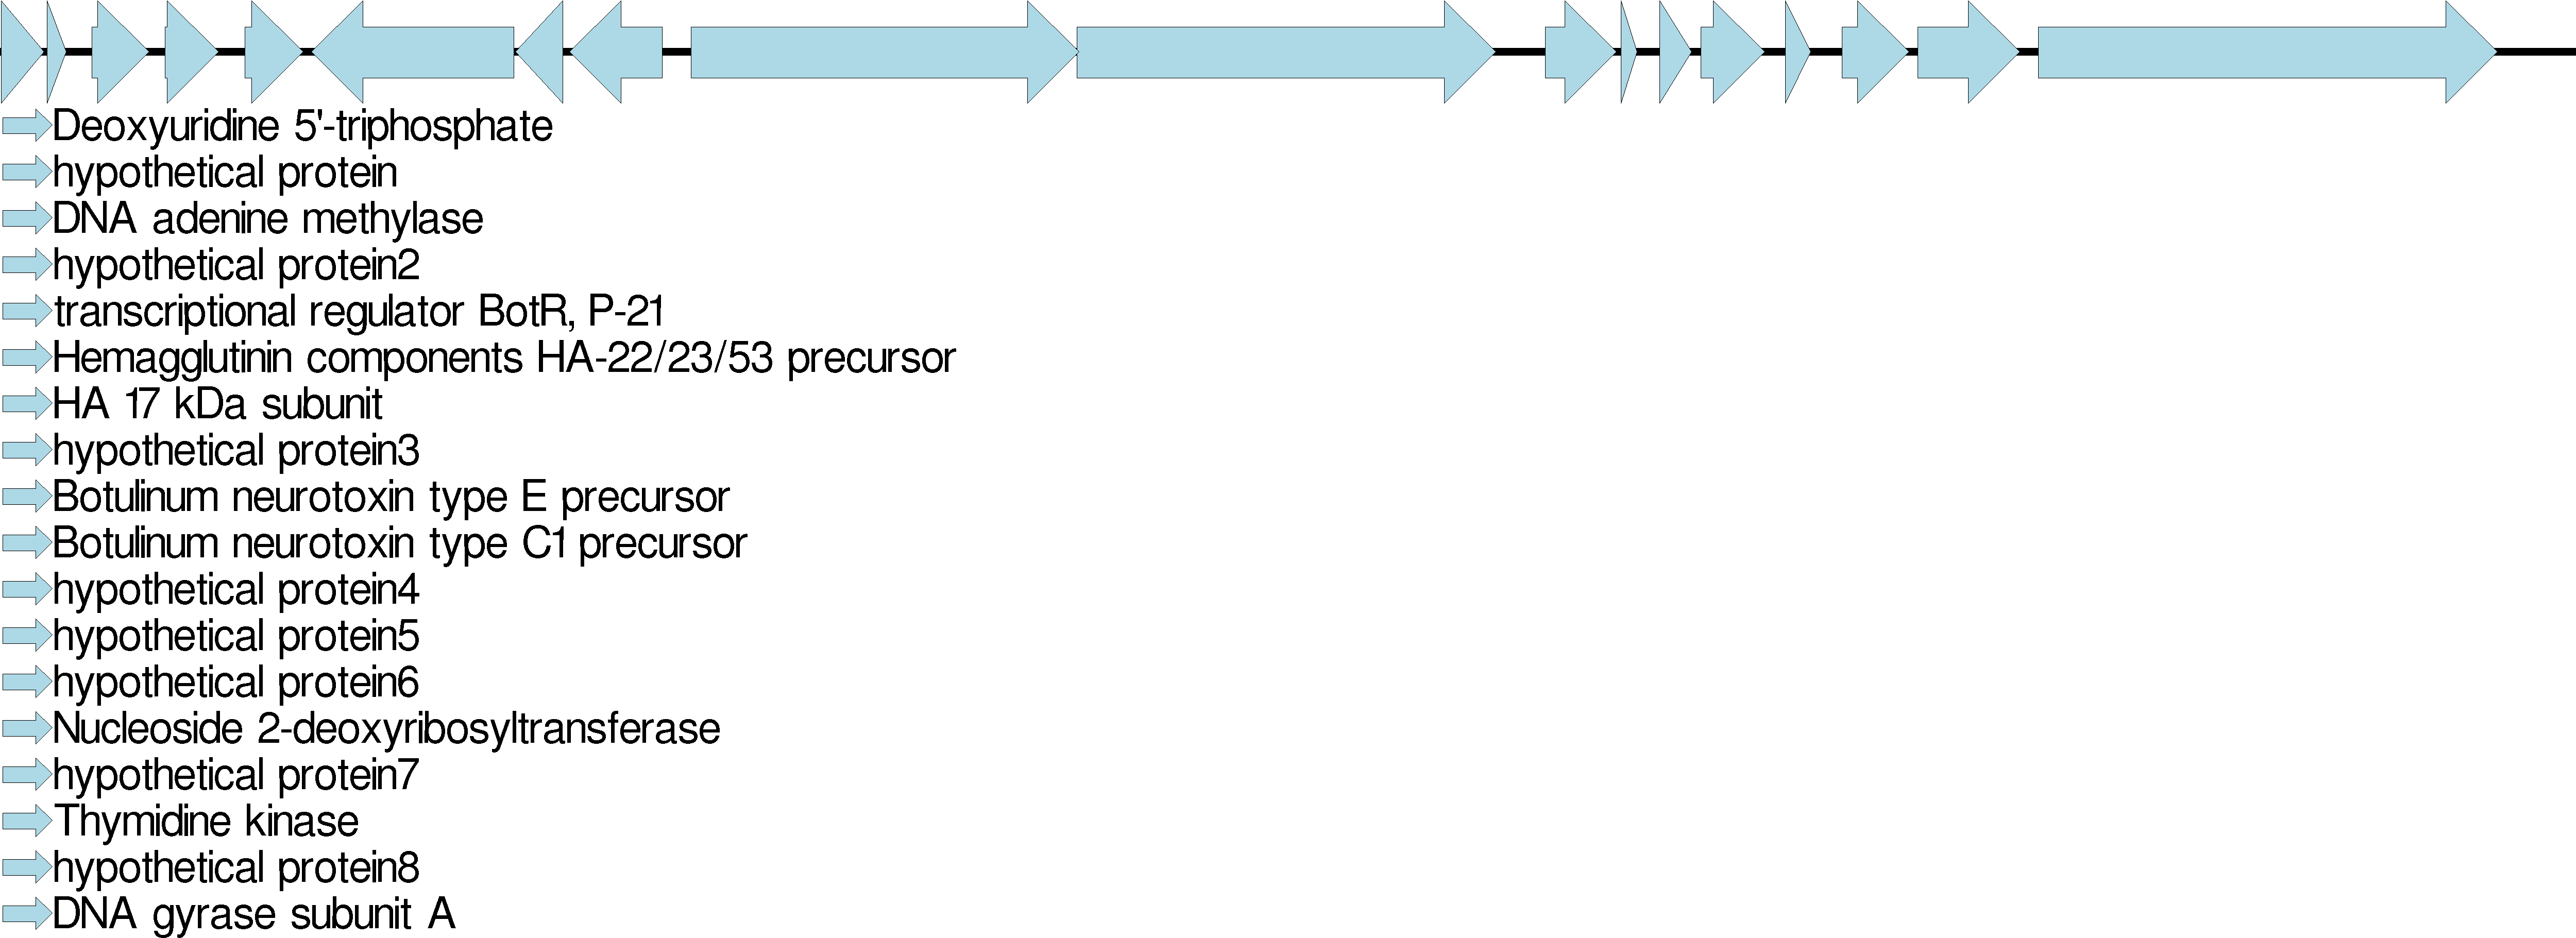 Deoxyuridine 5'-triphosphate
hypothetical protein
DNA adenine methylase
hypothetical protein2
transcriptional regulator BotR, P-21
Hemagglutinin components HA-22/23/53 precursor
HA 17 kDa subunit
hypothetical protein3
Botulinum neurotoxin type E precursor
Botulinum neurotoxin type C1 precursor
hypothetical protein4
hypothetical protein5
hypothetical protein6
Nucleoside 2-deoxyribosyltransferase
hypothetical protein7
Thymidine kinase
hypothetical protein8
DNA gyrase subunit A